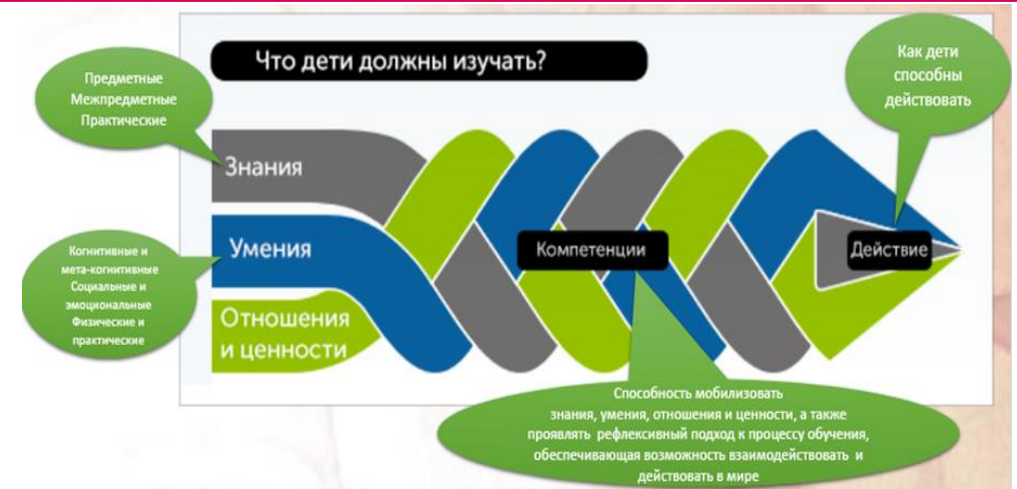 Что дети должны изучать?
Предметные
Межпредметные
Практические
Как дети
способны
действовать
Знания
Умения
Отношения
и ценности
Когнитивные и
мета-когнитивные
Социальные и
эмоциональные
Физические и
практические
Компетенции
Действие
Способность мобилизовать
знания, умения, отношения и ценности, а также
проявлять рефлексивный подход к процессу обучения,
обеспечивающая возможность взаимодействовать и
действовать в мире